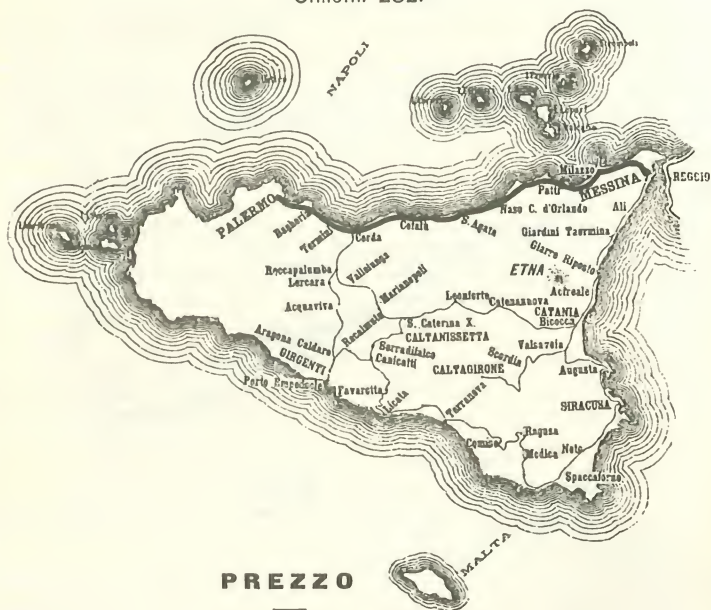 NAPOLI
PALERMO
Bagheria
Termini
Cerda
Cefalù
S. Agata
Naso C. d'Orlando
Patti
Milazzo
MESSINA
REGGIO
Alì
Giardini Taormina
Giarre Riposto
ETNA
Acireale
Roccapalumba
Lercara
Vallelunga
Marianopoli
Acquaviva
Leonforte
Catenanuova
CATANIA
Bicocca
Racalmuto
S. Caterina X.
CALTANISSETTA
Serradifalco
Canicattì
Aragona Caldare
GIRGENTI
CALTAGIRONE
Scordia
Valsavoia
Augusta
Porto Empedocle
Favarotta
Licata
Terranova
SIRACUSA
Comiso
Ragusa
Modica
Noto
Spaccaforno
MALTA
PREZZO